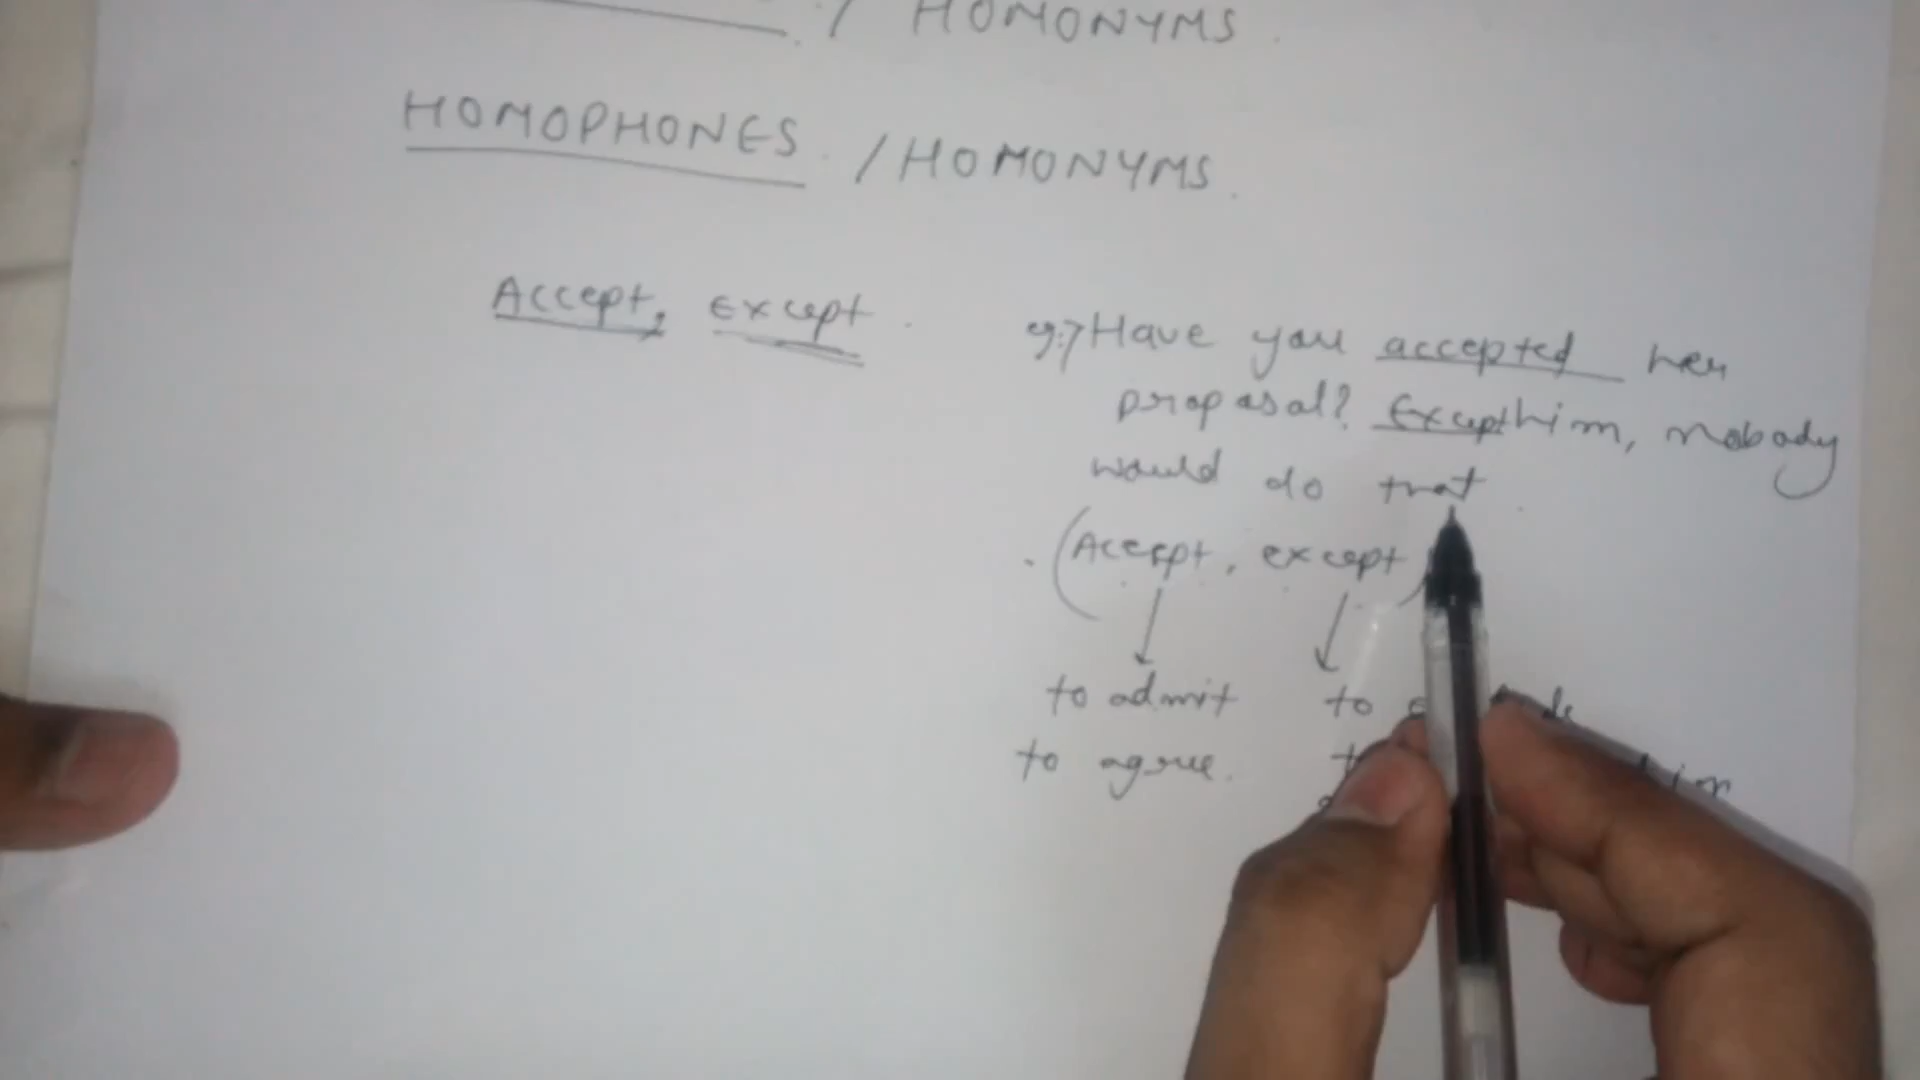 / HOMONYMS.
HOMOPHONES. / HOMONYMS.
Accept, Except.
eg:→ Have you accepted her
proposal? Except him, nobody
would do that.
(Accept, except)
to admit to
to agree.